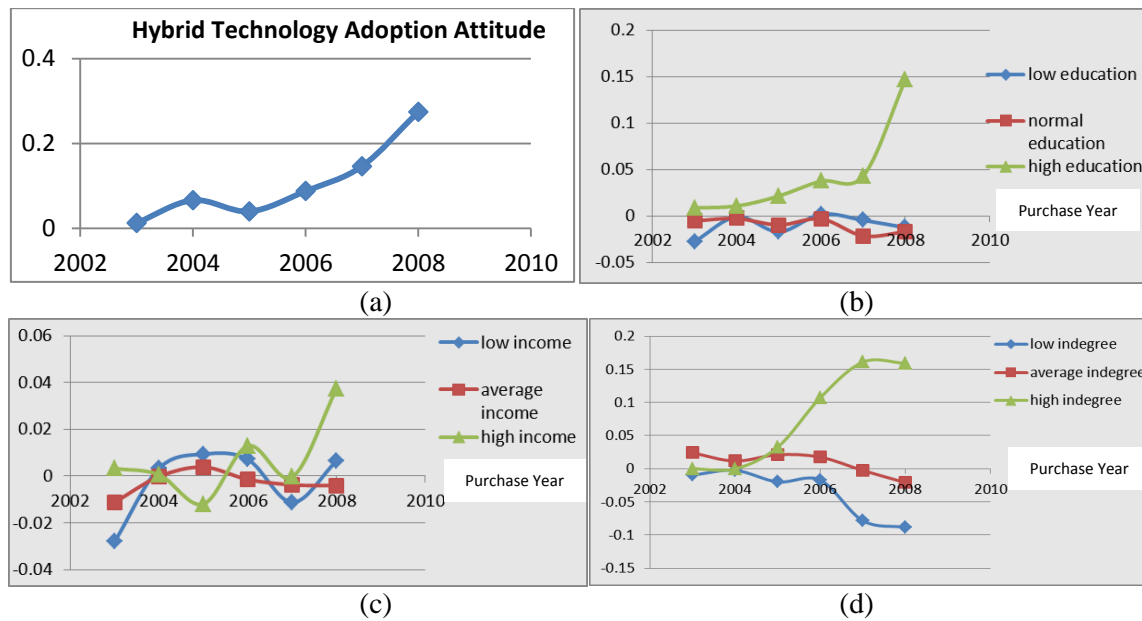 Hybrid Technology Adoption Attitude
0.4
0.2
0
2002 2004 2006 2008 2010
(a)
0.2
0.15
0.1
0.05
0
-0.05
2002 2004 2006 2008 2010
low education
normal
education
high education
Purchase Year
(b)
0.06
0.04
0.02
0
-0.02
-0.04
2002 2004 2006 2008 2010
low income
average
income
high income
Purchase Year
(c)
0.2
0.15
0.1
0.05
0
-0.05
-0.1
-0.15
2002 2004 2006 2008 2010
low indegree
average indegree
high indegree
Purchase Year
(d)